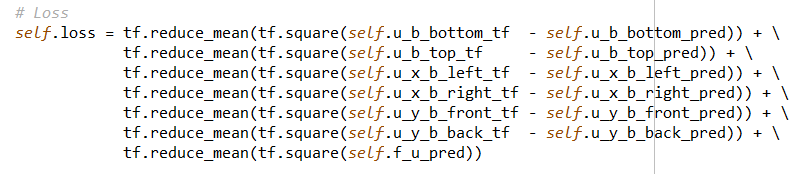 # Loss
self.loss = tf.reduce_mean(tf.square(self.u_b_bottom_tf  - self.u_b_bottom_pred)) + \
            tf.reduce_mean(tf.square(self.u_b_top_tf     - self.u_b_top_pred)) + \
            tf.reduce_mean(tf.square(self.u_x_b_left_tf  - self.u_x_b_left_pred)) + \
            tf.reduce_mean(tf.square(self.u_x_b_right_tf - self.u_x_b_right_pred)) + \
            tf.reduce_mean(tf.square(self.u_y_b_front_tf - self.u_y_b_front_pred)) + \
            tf.reduce_mean(tf.square(self.u_y_b_back_tf  - self.u_y_b_back_pred)) + \
            tf.reduce_mean(tf.square(self.f_u_pred))